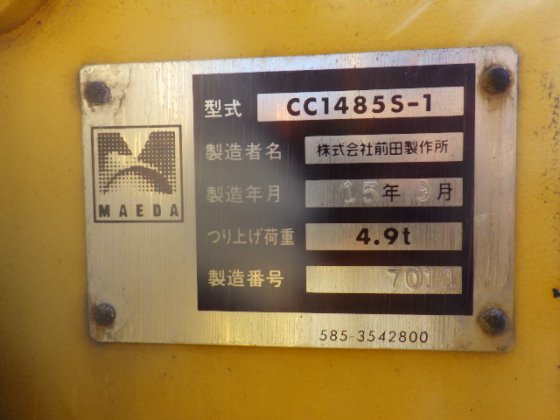 型式 CC1485S-1
製造者名 株式会社前田製作所
MAEDA
製造年月 15年 9月
つり上げ荷重 4.9t
製造番号 7011
585-3542800